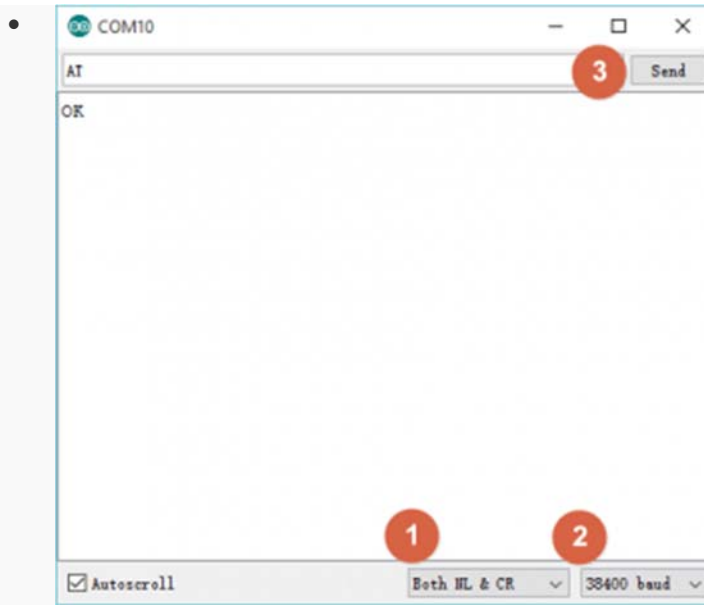 COM10
AT
3
Send
OK
1
2
Autoscroll
Both NL & CR
38400 baud